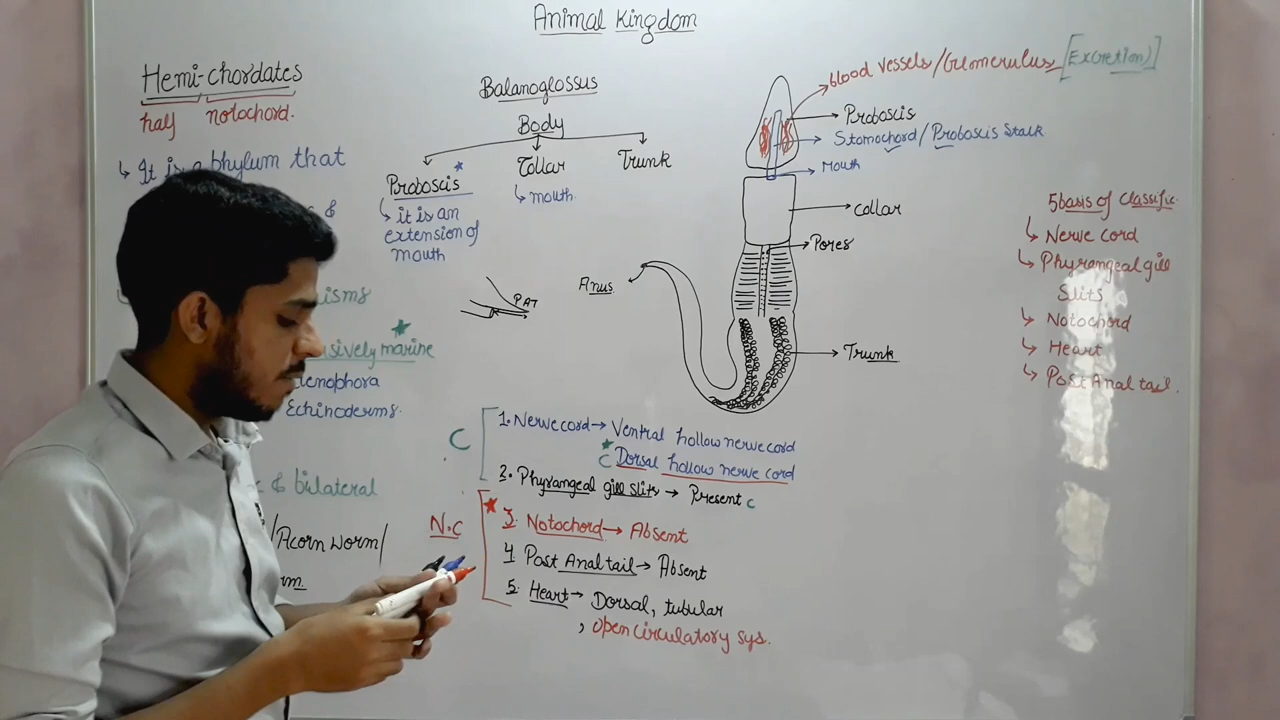 Animal Kingdom
Hemi-chordates
half notochord.
↳ It is a phylum that
&
isms
sively marine
Echinoderms.
& bilateral
/Acorn worm/
Balanoglossus
Body
Proboscis
↳ it is an
extension of
mouth
Collar
↳ mouth.
Trunk
PAT
blood vessels/Glomerulus [Excretion]
Proboscis
Stomochord/Proboscis Stalk
Mouth
Collar
Pores
Anus
Trunk
5 basis of classific.
↳ Nerve cord
↳ Phyrangeal gill
Slits
↳ Notochord
↳ Heart
↳ Post Anal tail.
C
1. Nerve cord → Ventral hollow nerve cord
C Dorsal hollow nerve cord
2. Phyrangeal gill slits → Present C
N.C
3. Notochord → Absent
4. Post Anal tail → Absent
5. Heart → Dorsal, tubular
, open circulatory sys.